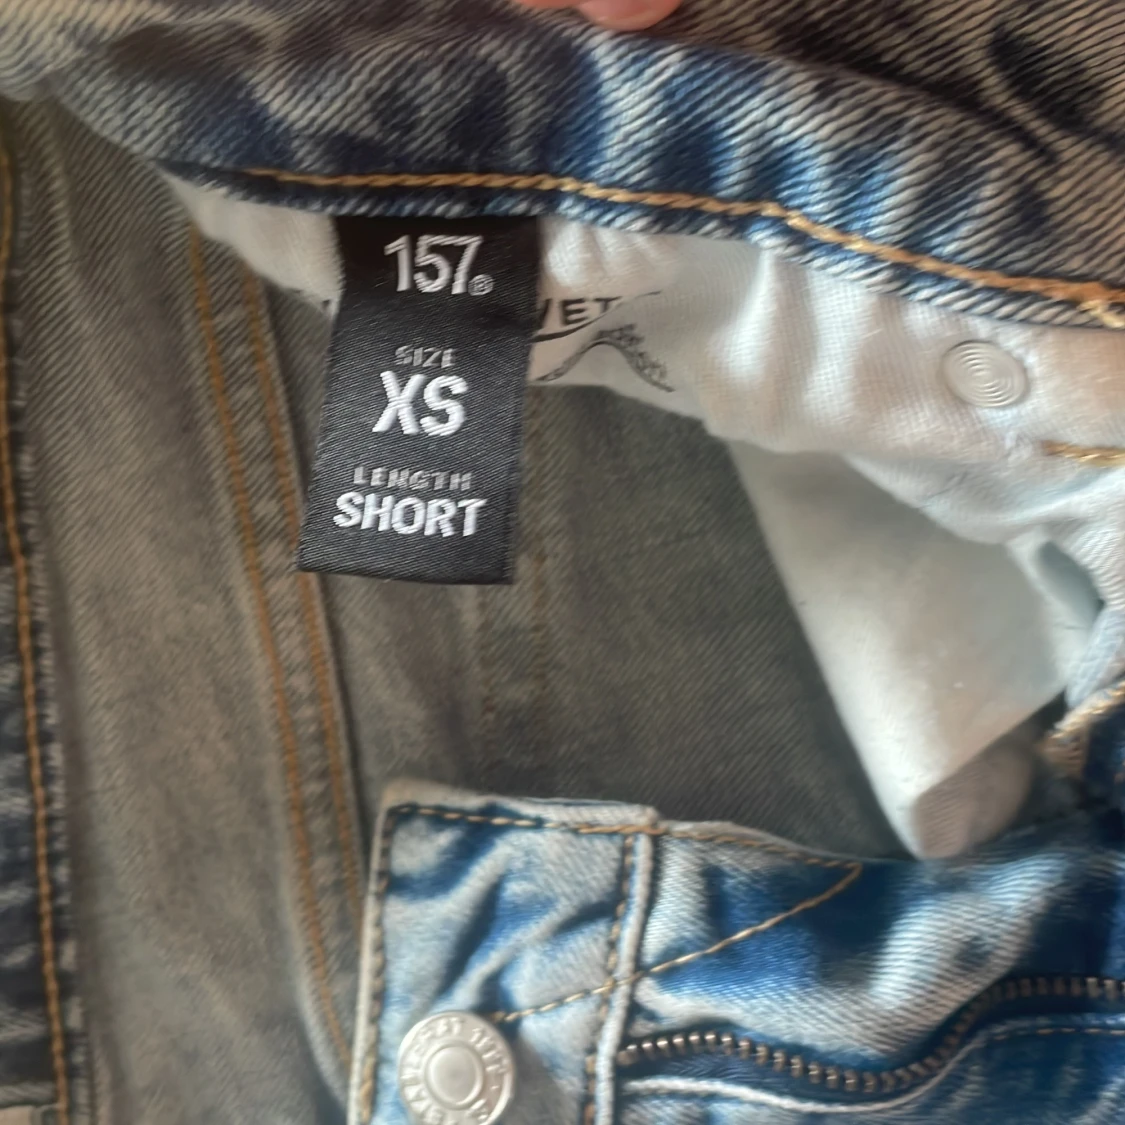 157®
SIZE
XS
LENGTH
SHORT